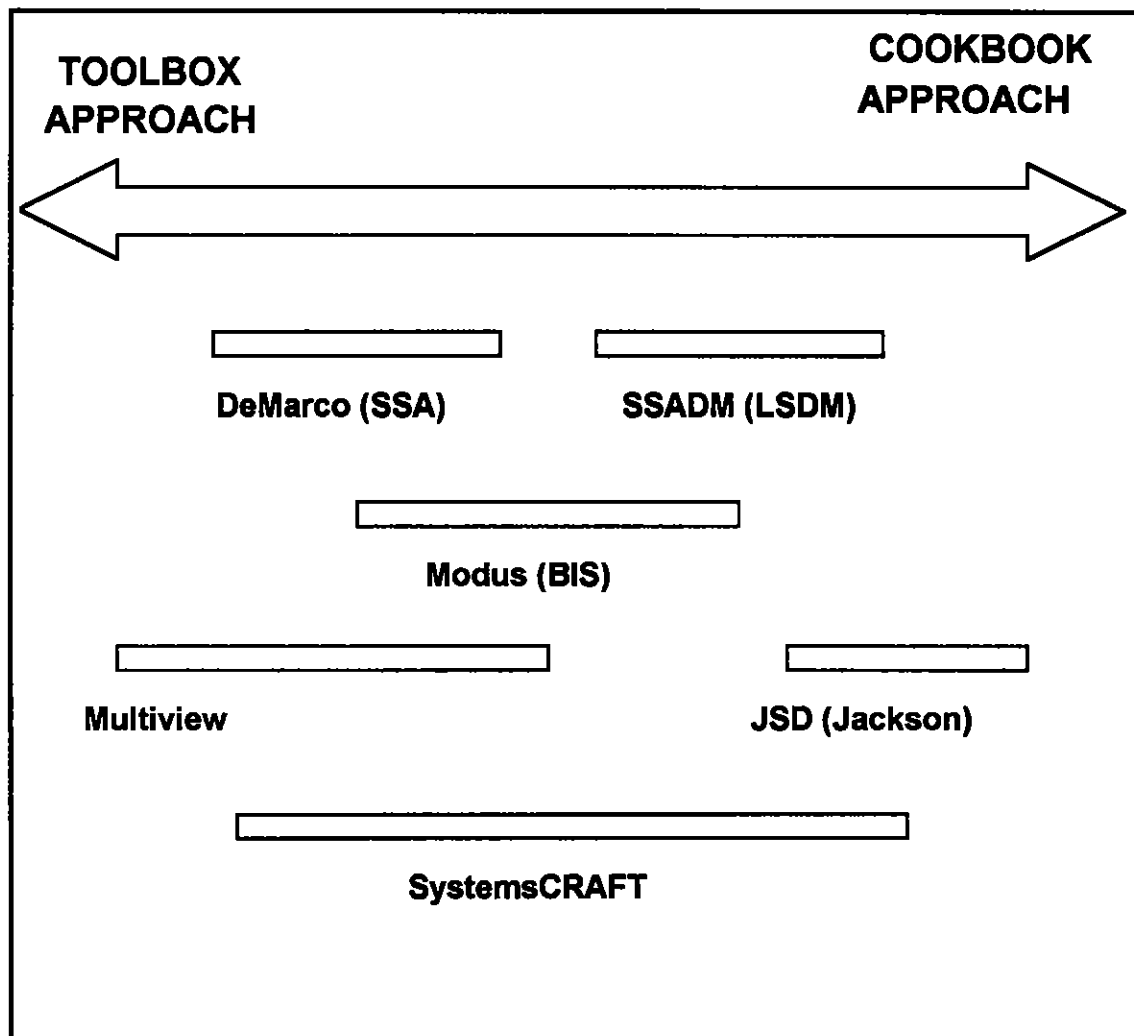 TOOLBOX
APPROACH
COOKBOOK
APPROACH
DeMarco (SSA)
SSADM (LSDM)
Modus (BIS)
Multiview
JSD (Jackson)
SystemsCRAFT